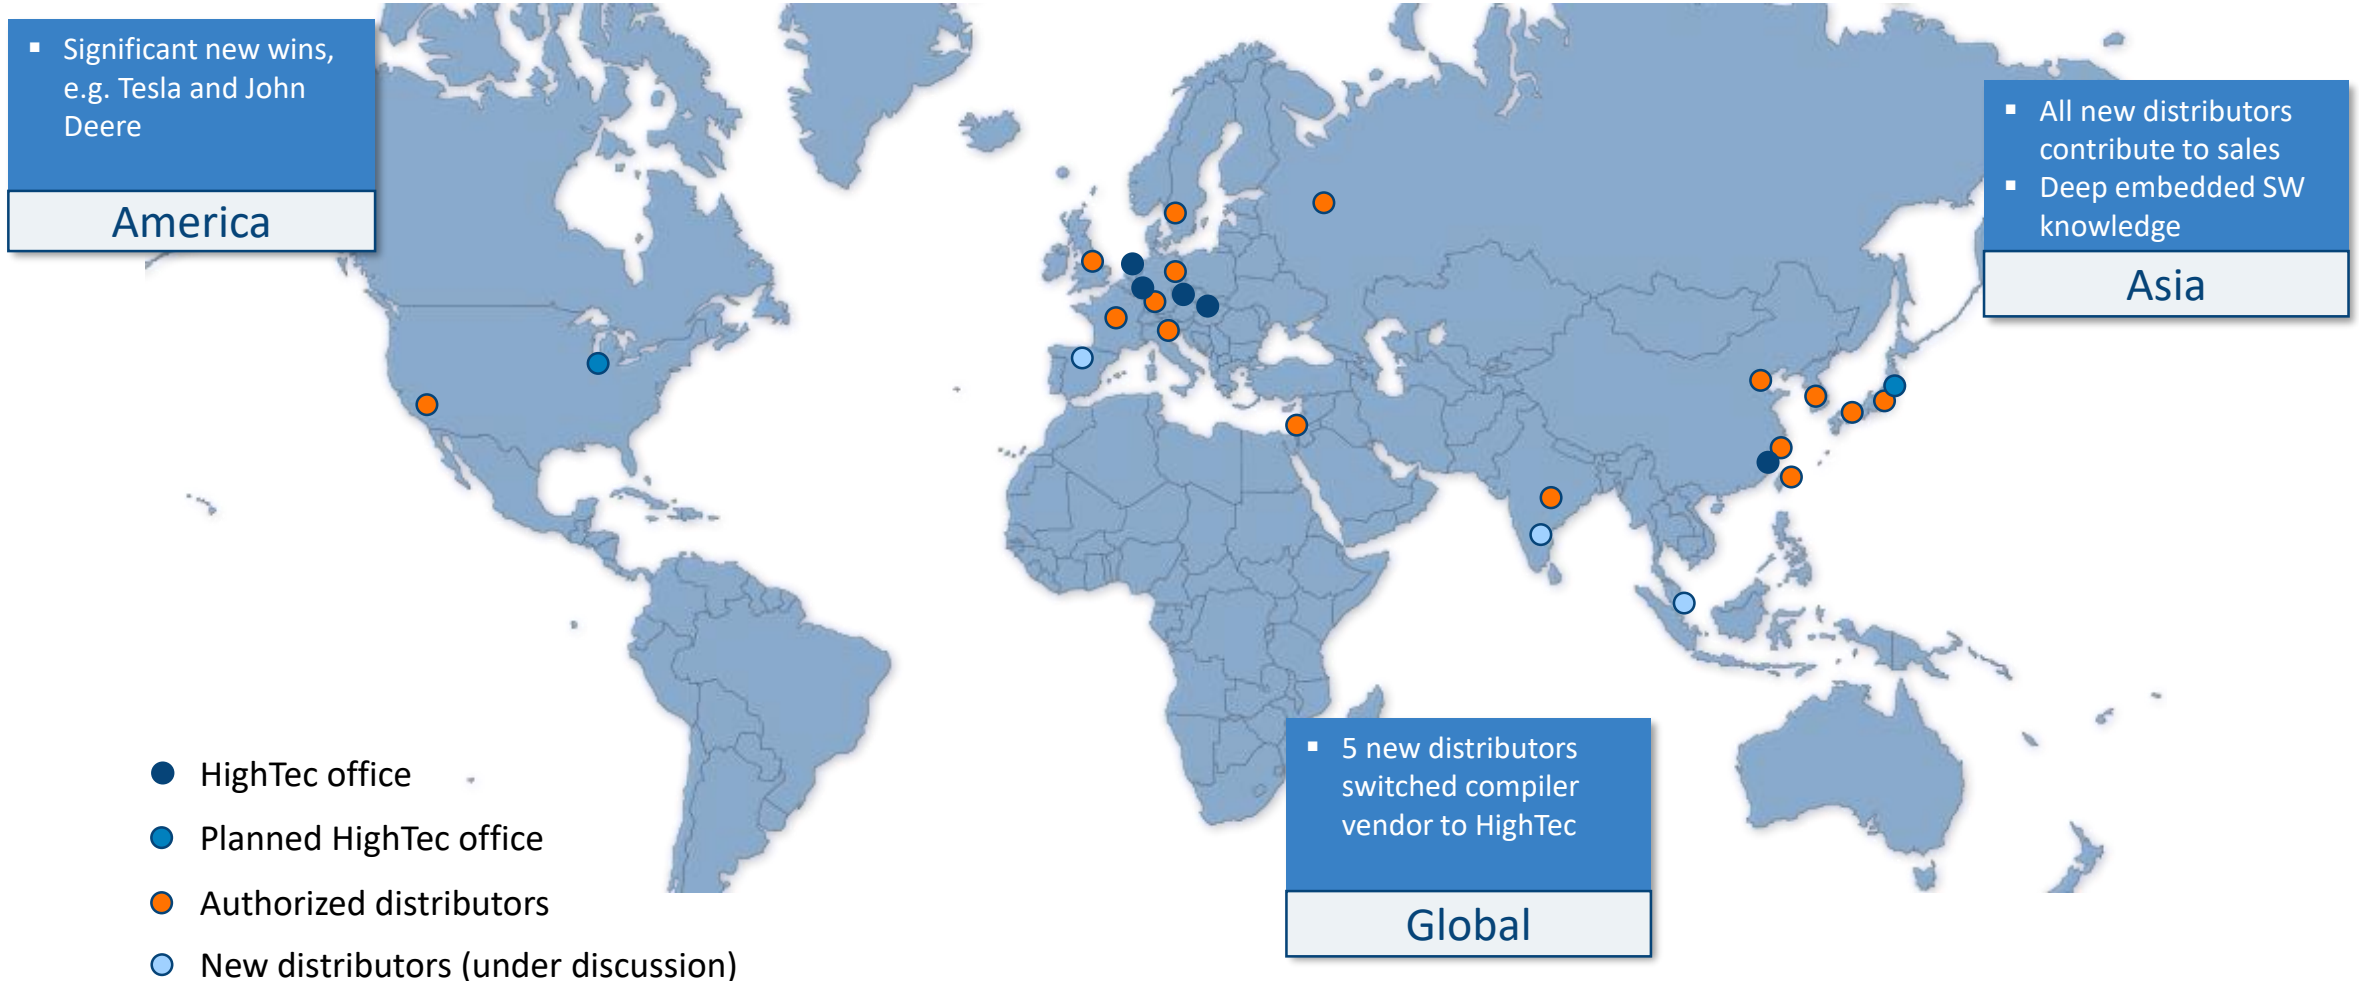 ▪ Significant new wins,
e.g. Tesla and John
Deere
America
▪ All new distributors
contribute to sales
▪ Deep embedded SW
knowledge
Asia
▪ 5 new distributors
switched compiler
vendor to HighTec
Global
HighTec office
Planned HighTec office
Authorized distributors
New distributors (under discussion)